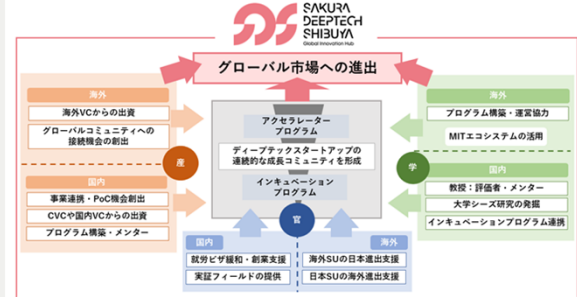 SAKURA
DEEPTECH
SHIBUYA
Global Innovation Hub
グローバル市場への進出
海外
海外VCからの出資
グローバルコミュニティへの
接続機会の創出
産
国内
事業連携・PoC機会創出
CVCや国内VCからの出資
プログラム構築・メンター
アクセラレーター
プログラム
ディープテックスタートアップの
連続的な成長コミュニティを形成
インキュベーション
プログラム
官
国内
就労ビザ緩和・創業支援
実証フィールドの提供
海外
海外SUの日本進出支援
日本SUの海外進出支援
海外
プログラム構築・運営協力
MITエコシステムの活用
学
国内
教授：評価者・メンター
大学シーズ研究の発掘
インキュベーションプログラム連携